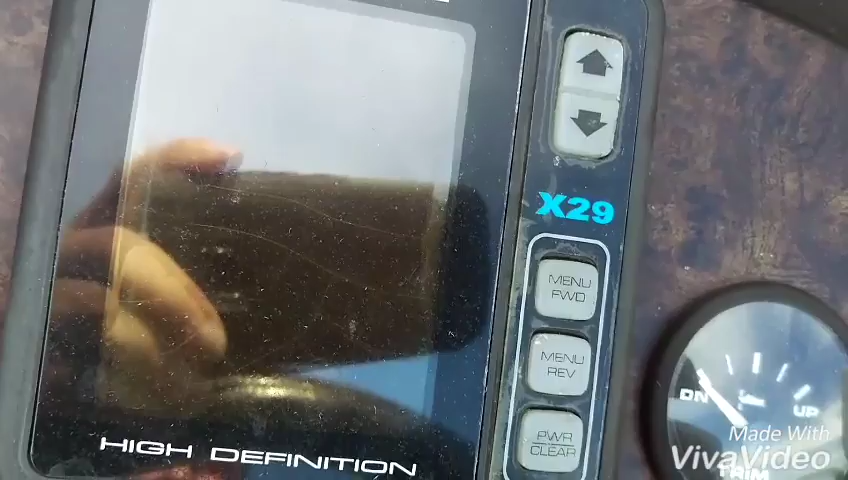 X29
MENU
FWD
MENU
REV
PWR
CLEAR
HIGH DEFINITION
DN
UP
TRIM
Made With
VivaVideo